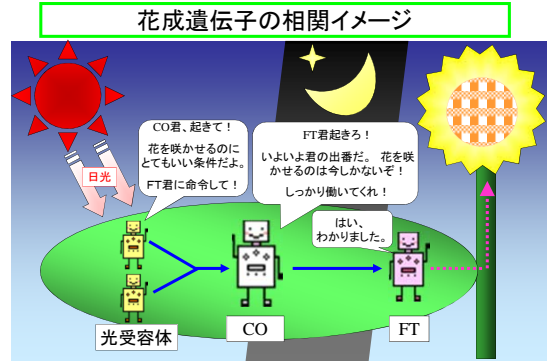 花成遺伝子の相関イメージ
日光
CO君、起きて！
花を咲かせるのに
とてもいい条件だよ。
FT君に命令して！
FT君起きろ！
いよいよ君の出番だ。 花を咲
かせるのは今しかないぞ！
しっかり働いてくれ！
はい、
わかりました。
光受容体
CO
FT